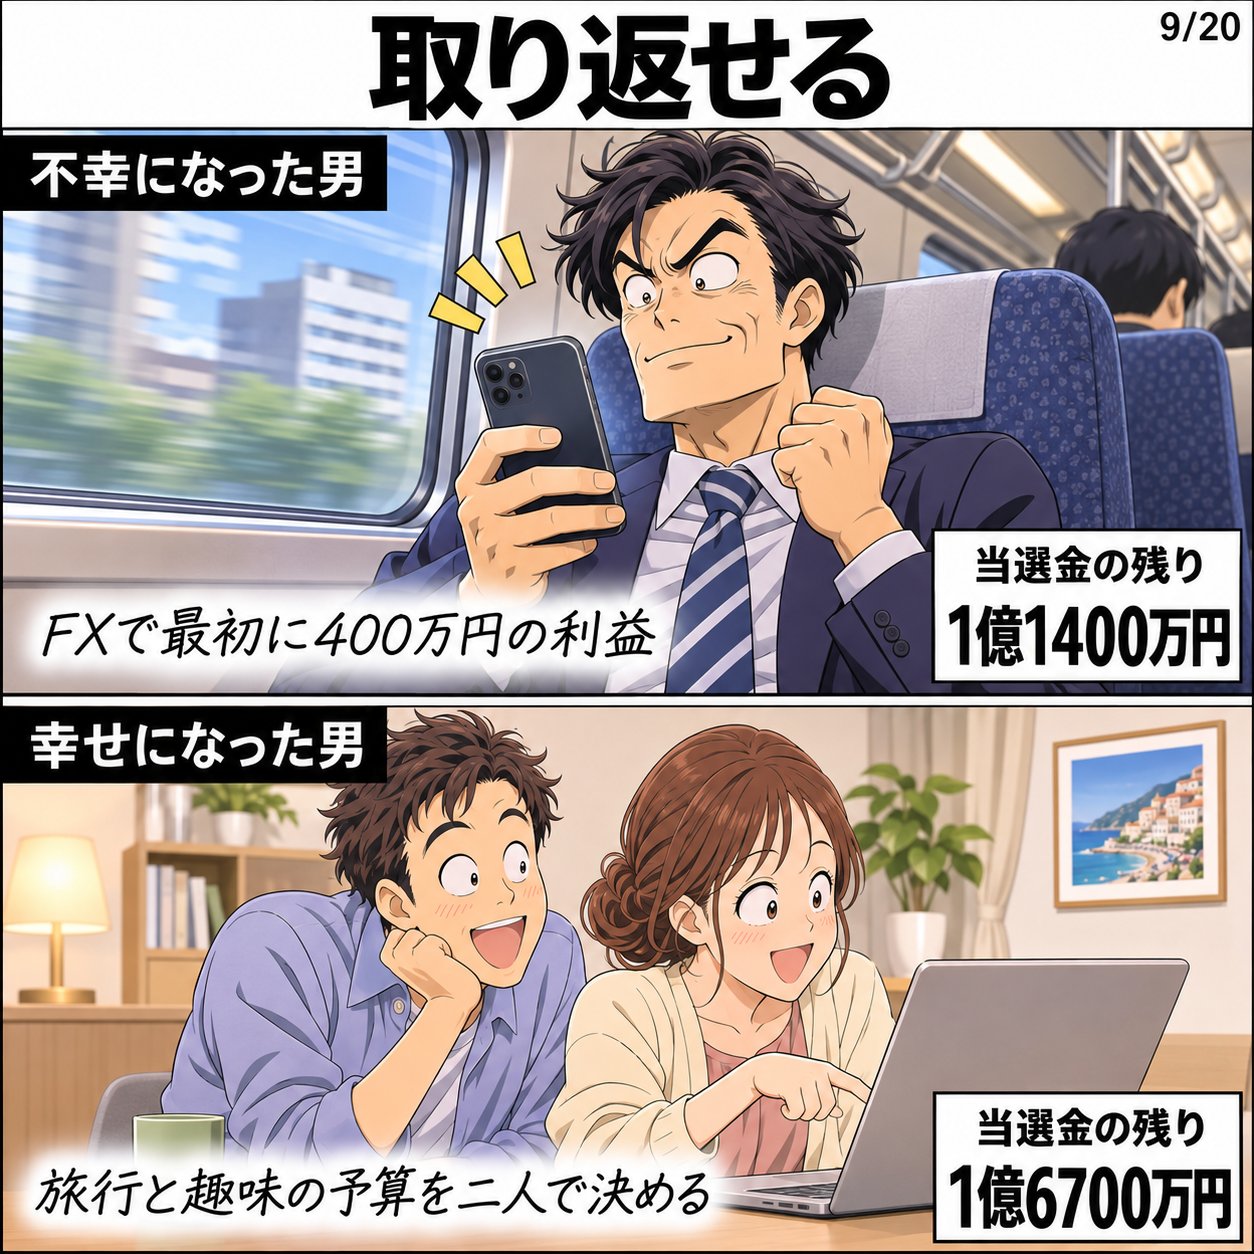 取り返せる
9/20
不幸になった男
FXで最初に400万円の利益
当選金の残り
1億1400万円
幸せになった男
旅行と趣味の予算を二人で決める
当選金の残り
1億6700万円